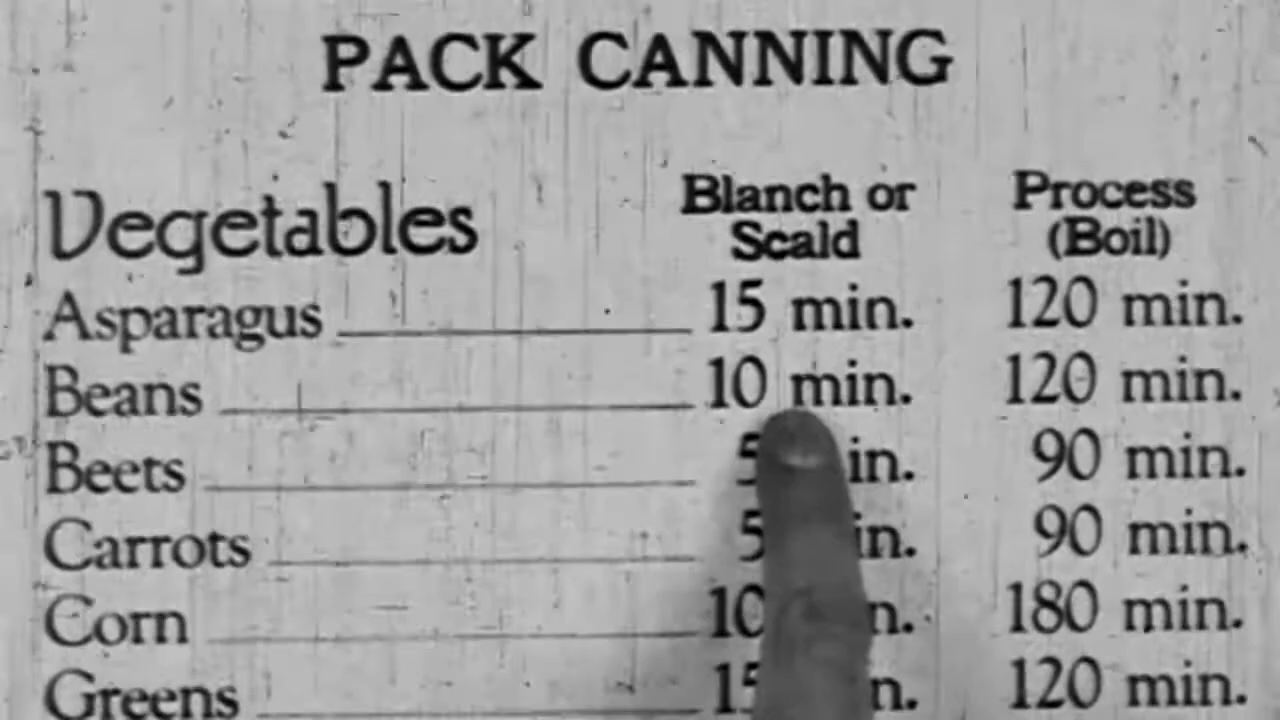 PACK CANNING
Vegetables Blanch or Scald Process (Boil)
Asparagus 15 min. 120 min.
Beans 10 min. 120 min.
Beets 90 min.
Carrots 90 min.
Corn 180 min.
Greens 120 min.